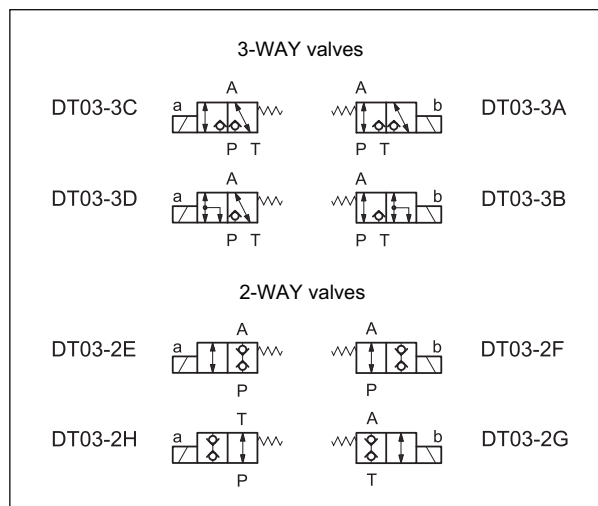 3-WAY valves
A A
DT03-3C a b DT03-3A
P T P T
A A
DT03-3D a b DT03-3B
P T P T
2-WAY valves
A A
DT03-2E a b DT03-2F
P P
T A
DT03-2H a b DT03-2G
P T